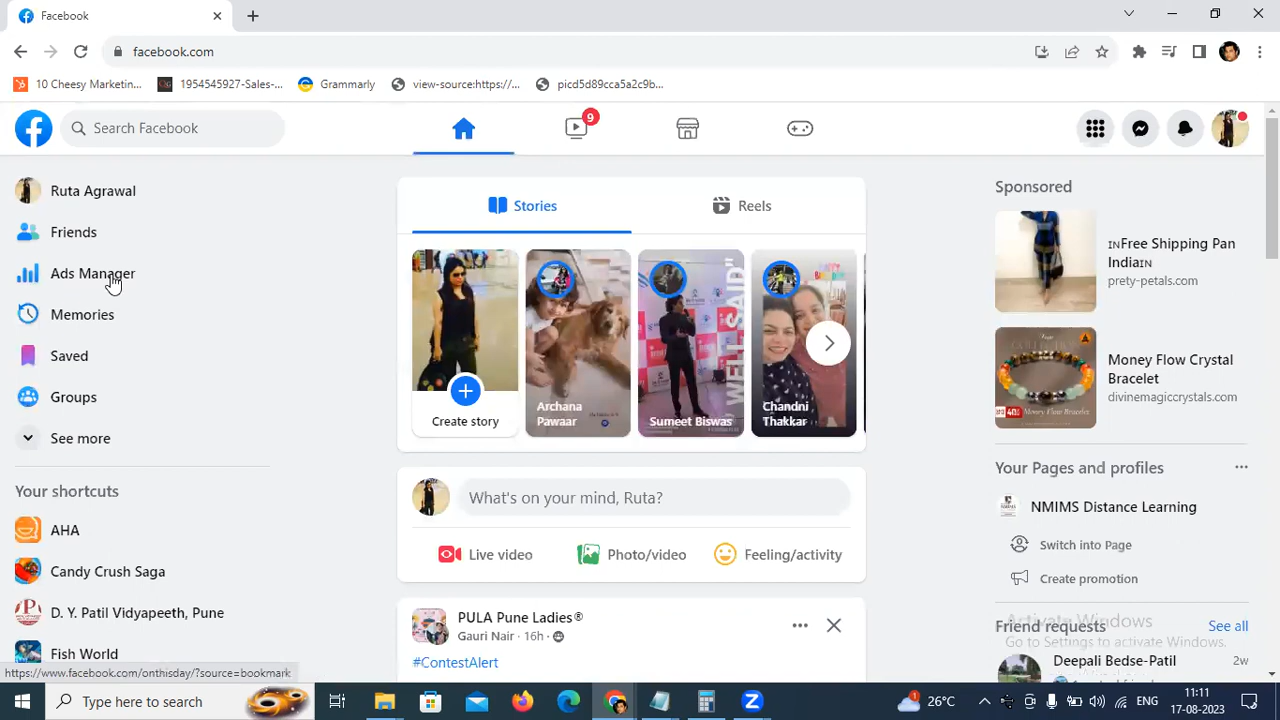 Facebook
facebook.com
10 Cheesy Marketin...
1954545927-Sales-...
Grammarly
view-source:https:/...
picd5d89cca5a2c9b...
Search Facebook
9
Ruta Agrawal
Friends
Ads Manager
Memories
Saved
Groups
See more
Your shortcuts
AHA
Candy Crush Saga
D. Y. Patil Vidyapeeth, Pune
Fish World
https://www.facebook.com/onthisday/?source=bookmark
Stories
Reels
Create story
Archana
Pawaar
Sumeet Biswas
Chandni
Thakkar
What's on your mind, Ruta?
Live video
Photo/video
Feeling/activity
PULA Pune Ladies®
Gauri Nair · 16h ·
#ContestAlert
Sponsored
🇮🇳Free Shipping Pan
India🇮🇳
prety-petals.com
Money Flow Crystal
Bracelet
divinemagiccrystals.com
Your Pages and profiles
NMIMS Distance Learning
Switch into Page
Create promotion
Activate Windows
Go to Settings to activate Windows.
Friend requests
See all
Deepali Bedse-Patil
2w
Type here to search
1
26°C
ENG
11:11
17-08-2023